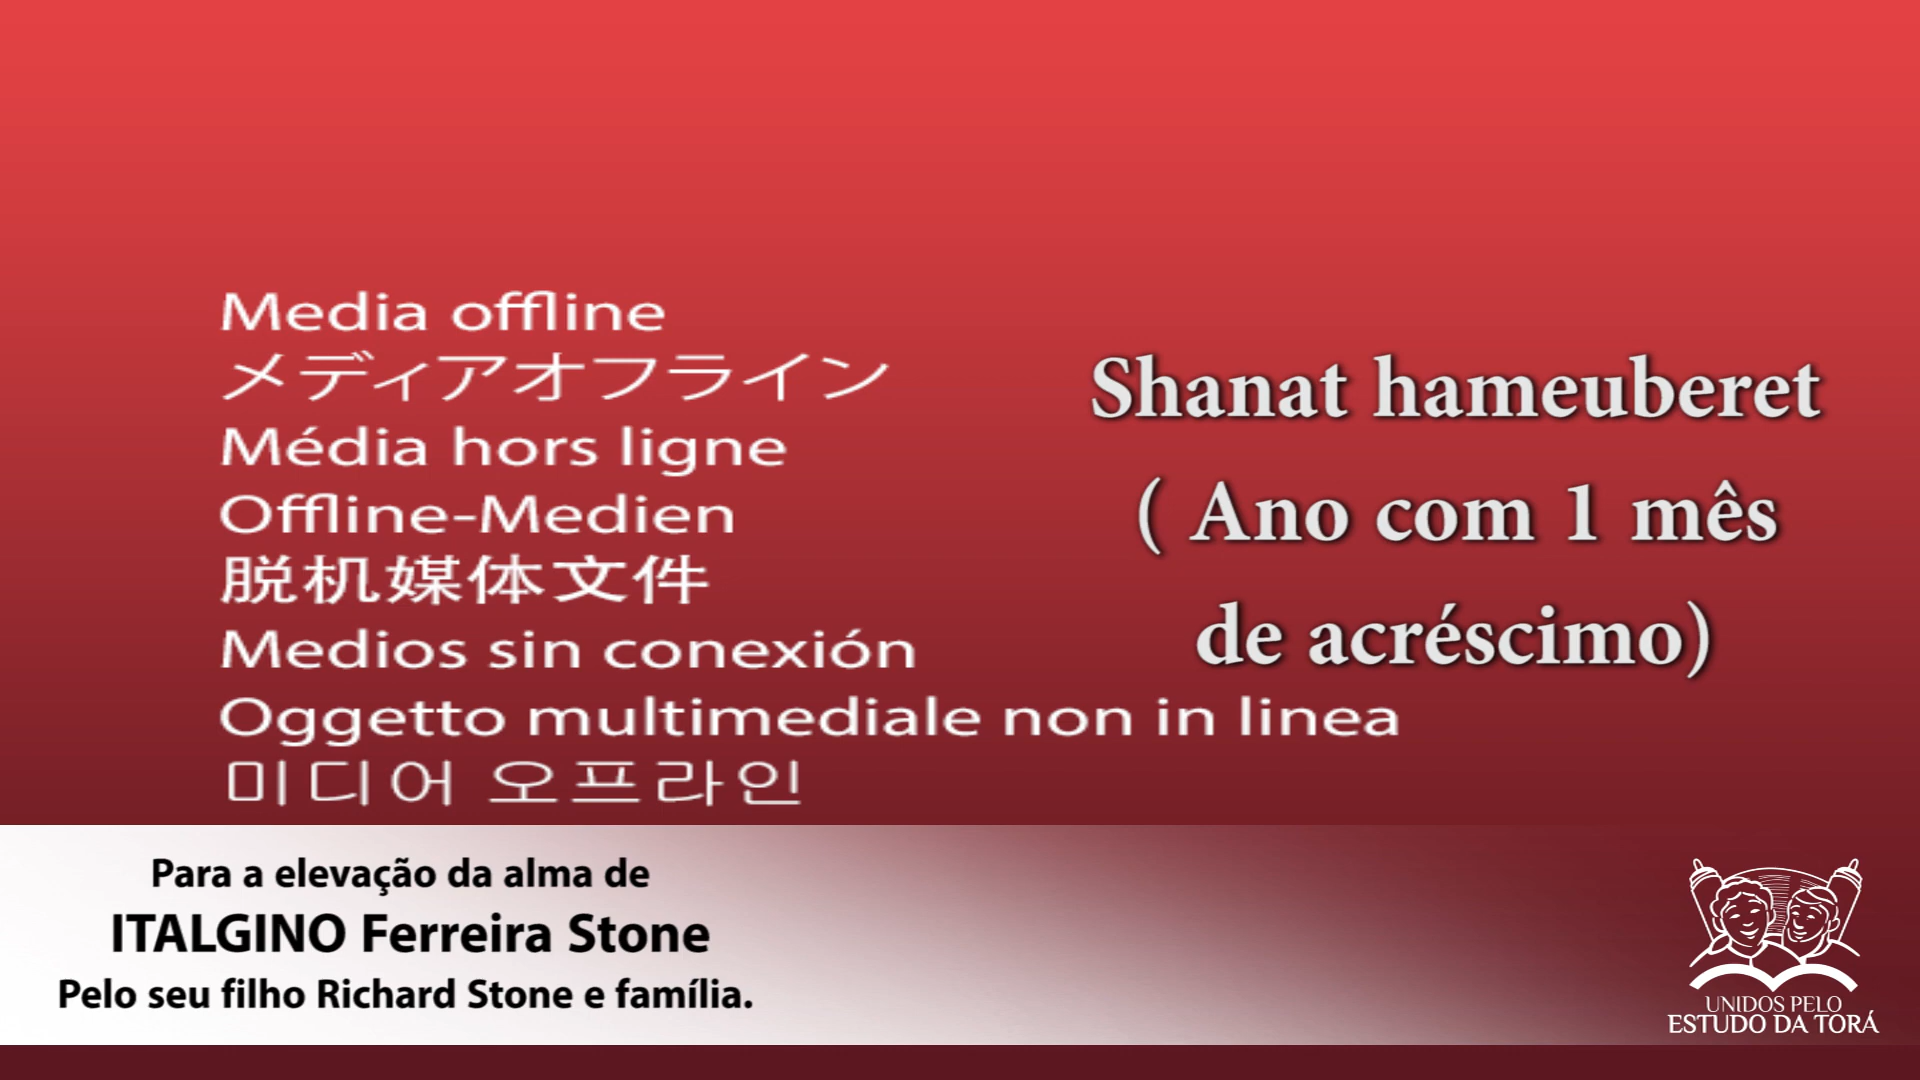 Media offline
メディアオフライン
Média hors ligne
Offline-Medien
脱机媒体文件
Medios sin conexión
Oggetto multimediale non in linea
미디어 오프라인
Shanat hameuberet
( Ano com 1 mês
de acréscimo)
Para a elevação da alma de
ITALGINO Ferreira Stone
Pelo seu filho Richard Stone e família.
UNIDOS PELO
ESTUDO DA TORÁ